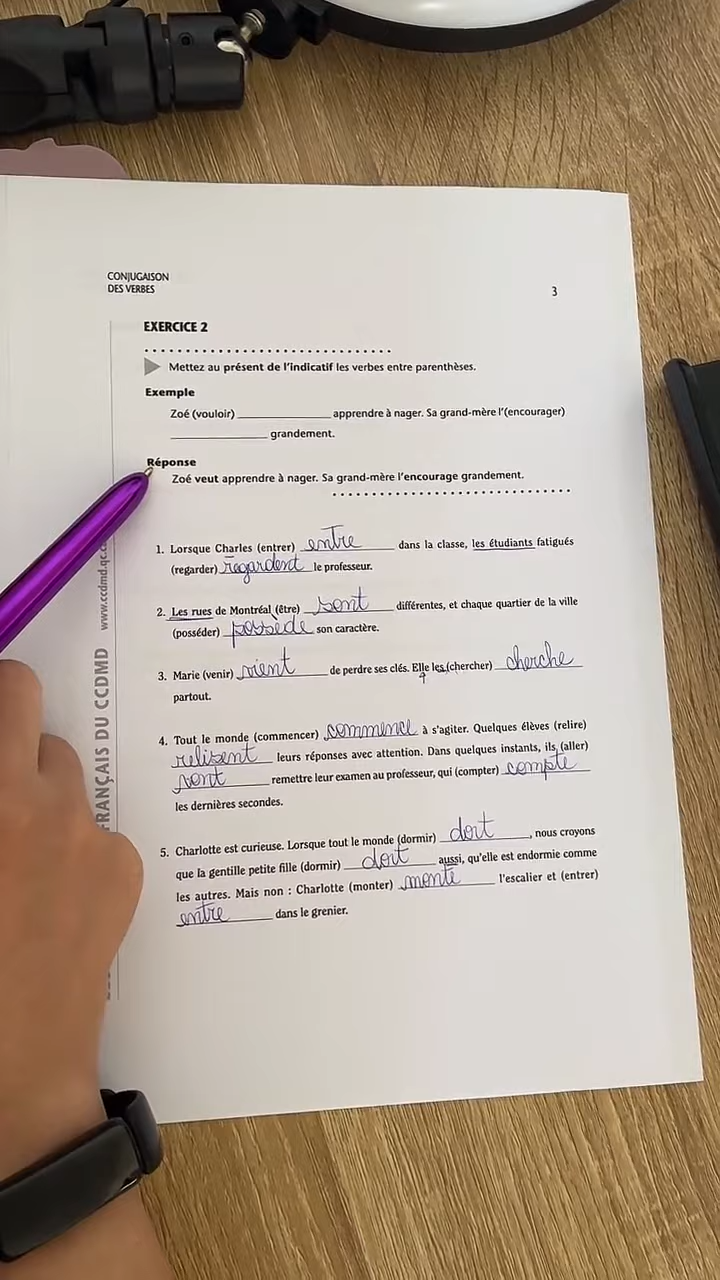 CONJUGAISON
DES VERBES
3
EXERCICE 2
Mettez au présent de l'indicatif les verbes entre parenthèses.
Exemple
Zoé (vouloir) ____________ apprendre à nager. Sa grand-mère l'(encourager)
____________ grandement.
Réponse
Zoé veut apprendre à nager. Sa grand-mère l'encourage grandement.
1. Lorsque Charles (entrer) entre dans la classe, les étudiants fatigués
(regarder) regardent le professeur.
2. Les rues de Montréal (être) sont différentes, et chaque quartier de la ville
(posséder) possède son caractère.
3. Marie (venir) vient de perdre ses clés. Elle les (chercher) cherche
partout.
4. Tout le monde (commencer) commence à s'agiter. Quelques élèves (relire)
relisent leurs réponses avec attention. Dans quelques instants, ils (aller)
vont remettre leur examen au professeur, qui (compter) compte
les dernières secondes.
5. Charlotte est curieuse. Lorsque tout le monde (dormir) dort, nous croyons
que la gentille petite fille (dormir) dort aussi, qu'elle est endormie comme
les autres. Mais non : Charlotte (monter) monte l'escalier et (entrer)
entre dans le grenier.
FRANÇAIS DU CCDMD www.ccdmd.qc.c